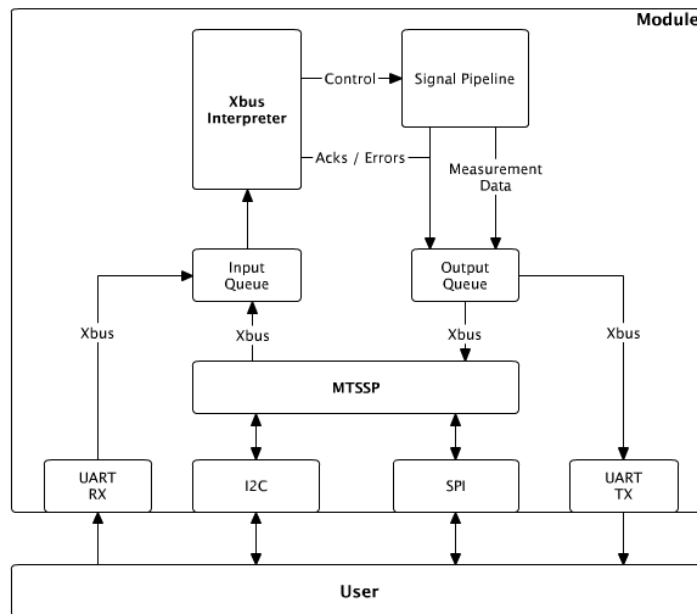 Module
Xbus
Interpreter
Control
Signal Pipeline
Acks / Errors
Measurement
Data
Input
Queue
Output
Queue
Xbus
Xbus
Xbus
Xbus
MTSSP
UART
RX
I2C
SPI
UART
TX
User